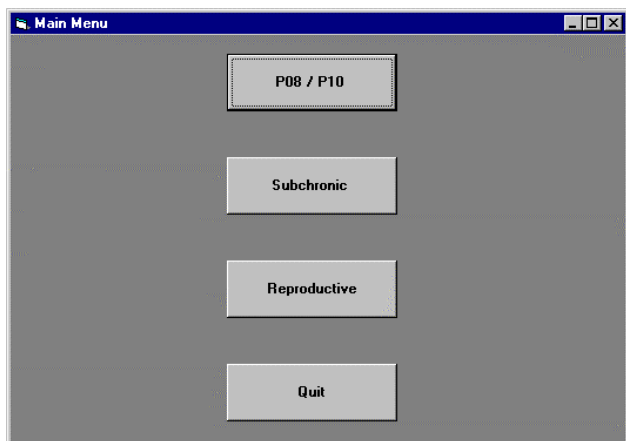 Main Menu
P08 / P10
Subchronic
Reproductive
Quit